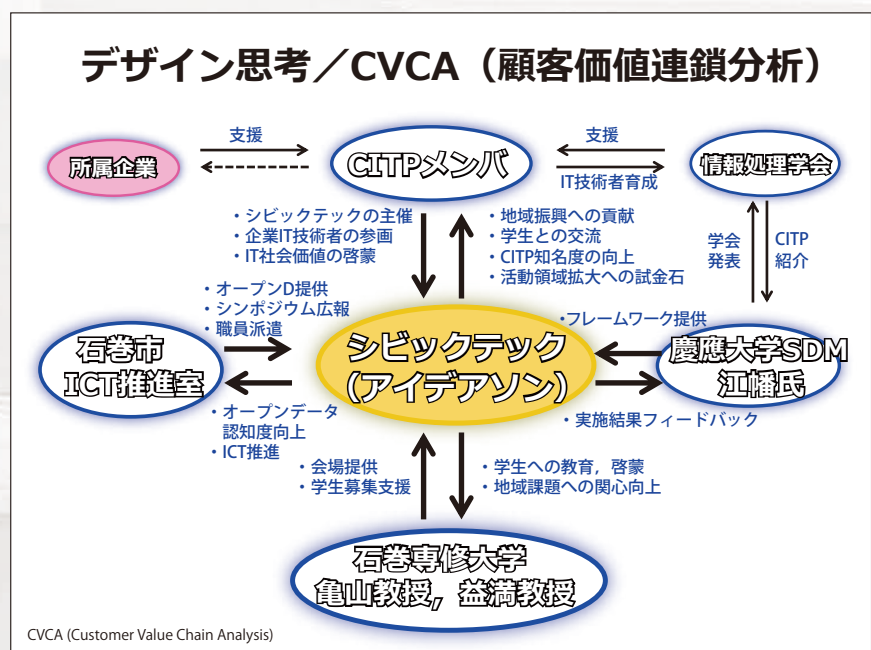 デザイン思考／CVCA（顧客価値連鎖分析）
所属企業
支援
CITPメンバ
支援
IT技術者育成
情報処理学会
・シビックテックの主催
・企業IT技術者の参画
・IT社会価値の啓蒙
・地域振興への貢献
・学生との交流
・CITP知名度の向上
・活動領域拡大への試金石
学会
発表
CITP
紹介
・オープンD提供
・シンポジウム広報
・職員派遣
石巻市
ICT推進室
シビックテック
（アイデアソン）
・フレームワーク提供
慶應大学SDM
江幡氏
・オープンデータ
認知度向上
・ICT推進
・実施結果フィードバック
・会場提供
・学生募集支援
・学生への教育，啓蒙
・地域課題への関心向上
石巻専修大学
亀山教授，益満教授
CVCA (Customer Value Chain Analysis)